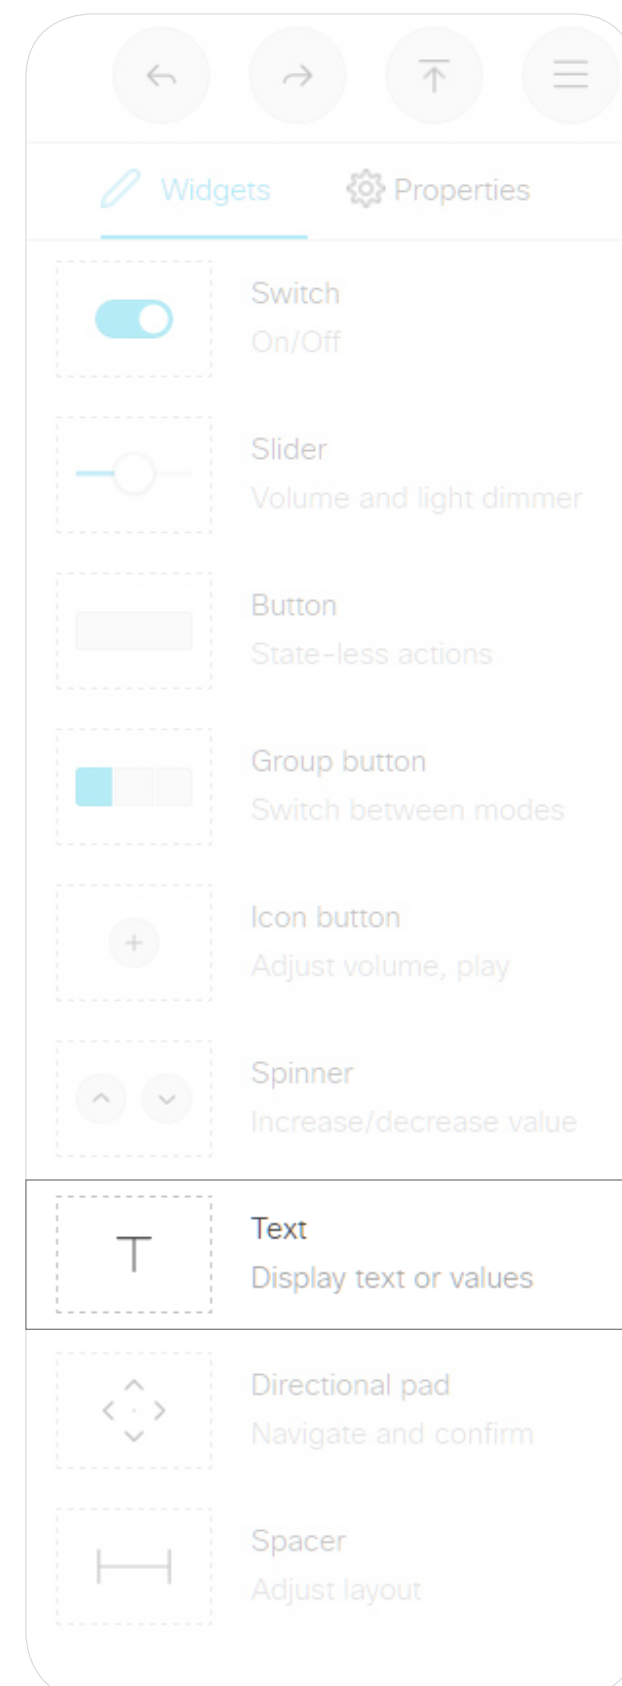 Widgets Properties
Switch
On/Off
Slider
Volume and light dimmer
Button
State-less actions
Group button
Switch between modes
Icon button
Adjust volume, play
Spinner
Increase/decrease value
Text
Display text or values
Directional pad
Navigate and confirm
Spacer
Adjust layout